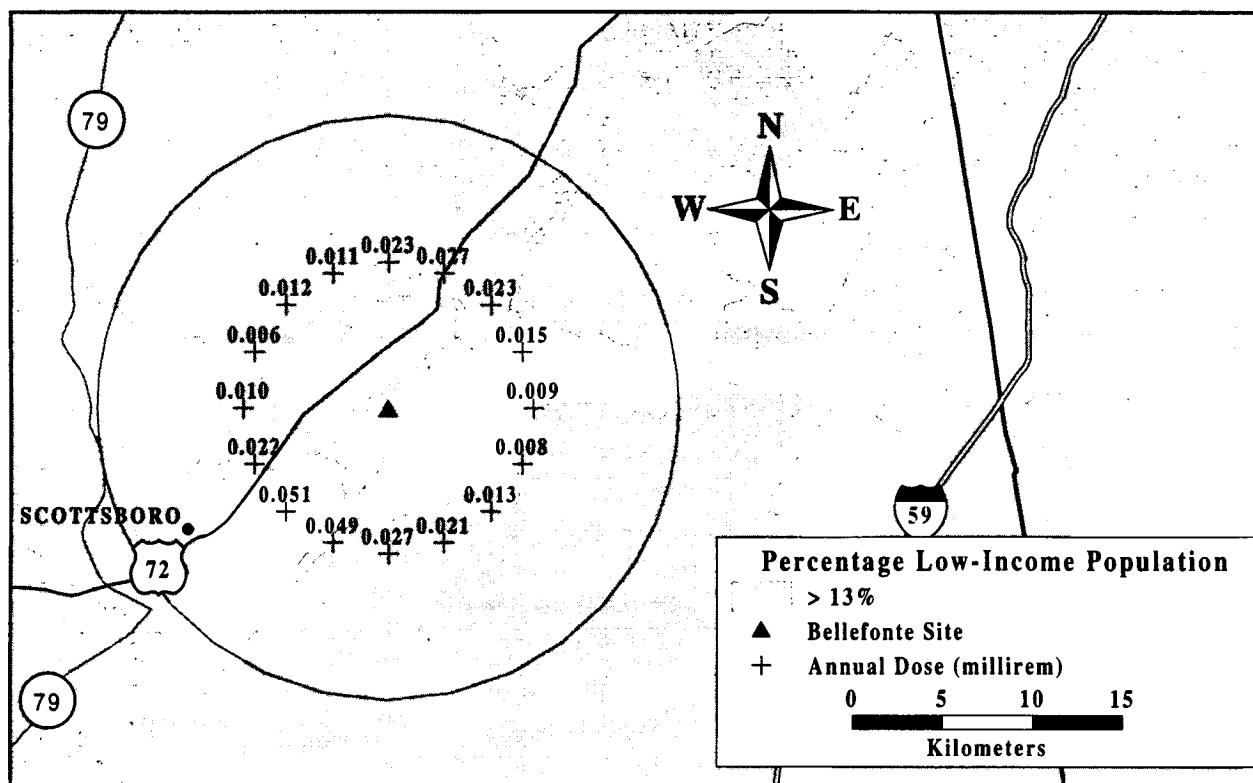 79
N
W E
S
0.023
0.011
0.027
0.012
0.023
0.006
0.015
0.010
0.009
0.022
0.008
0.051
0.013
SCOTTSBORO
0.049
0.027
0.021
59
72
79
Percentage Low-Income Population
> 13%
Bellefonte Site
Annual Dose (millirem)
0 5 10 15
Kilometers